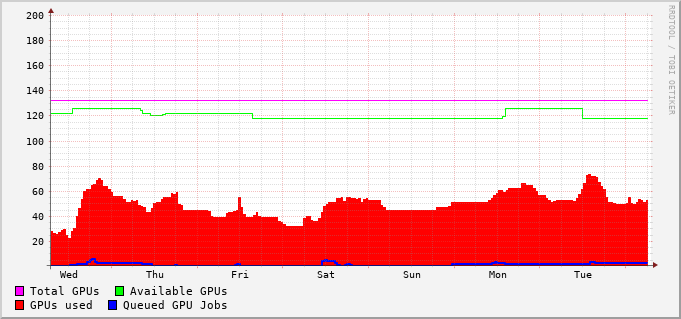 RRDTOOL / TOBI OETIKER
200
180
160
140
120
100
80
60
40
20
Wed Thu Fri Sat Sun Mon Tue
Total GPUs Available GPUs
GPUs used Queued GPU Jobs